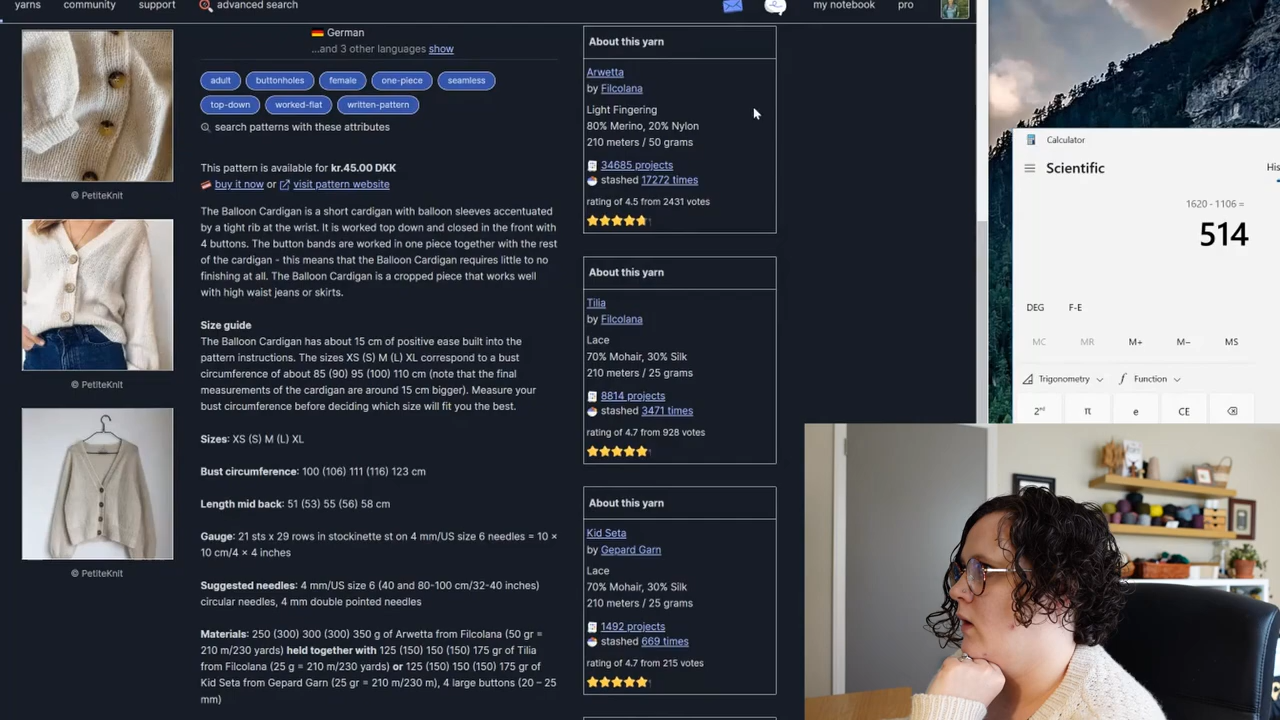 yarns community support advanced search my notebook pro
German
...and 3 other languages show
adult buttonholes female one-piece seamless
top-down worked-flat written-pattern
search patterns with these attributes
This pattern is available for kr.45.00 DKK
buy it now or visit pattern website
The Balloon Cardigan is a short cardigan with balloon sleeves accentuated
by a tight rib at the wrist. It is worked top down and closed in the front with
4 buttons. The button bands are worked in one piece together with the rest
of the cardigan - this means that the Balloon Cardigan requires little to no
finishing at all. The Balloon Cardigan is a cropped piece that works well
with high waist jeans or skirts.
Size guide
The Balloon Cardigan has about 15 cm of positive ease built into the
pattern instructions. The sizes XS (S) M (L) XL correspond to a bust
circumference of about 85 (90) 95 (100) 110 cm (note that the final
measurements of the cardigan are around 15 cm bigger). Measure your
bust circumference before deciding which size will fit you the best.
Sizes: XS (S) M (L) XL
Bust circumference: 100 (106) 111 (116) 123 cm
Length mid back: 51 (53) 55 (56) 58 cm
Gauge: 21 sts x 29 rows in stockinette st on 4 mm/US size 6 needles = 10 ×
10 cm/4 × 4 inches
Suggested needles: 4 mm/US size 6 (40 and 80-100 cm/32-40 inches)
circular needles, 4 mm double pointed needles
Materials: 250 (300) 300 (300) 350 g of Arwetta from Filcolana (50 gr =
210 m/230 yards) held together with 125 (150) 150 (150) 175 gr of Tilia
from Filcolana (25 g = 210 m/230 yards) or 125 (150) 150 (150) 175 gr of
Kid Seta from Gepard Garn (25 gr = 210 m/230 m), 4 large buttons (20 – 25
mm)
© PetiteKnit
© PetiteKnit
© PetiteKnit
About this yarn
Arwetta
by Filcolana
Light Fingering
80% Merino, 20% Nylon
210 meters / 50 grams
34685 projects
stashed 17272 times
rating of 4.5 from 2431 votes
About this yarn
Tilia
by Filcolana
Lace
70% Mohair, 30% Silk
210 meters / 25 grams
8814 projects
stashed 3471 times
rating of 4.7 from 928 votes
About this yarn
Kid Seta
by Gepard Garn
Lace
70% Mohair, 30% Silk
210 meters / 25 grams
1492 projects
stashed 669 times
rating of 4.7 from 215 votes
Calculator
Scientific His
1620 - 1106 =
514
DEG F-E
MC MR M+ M− MS
Trigonometry Function
2ⁿᵈ π e CE